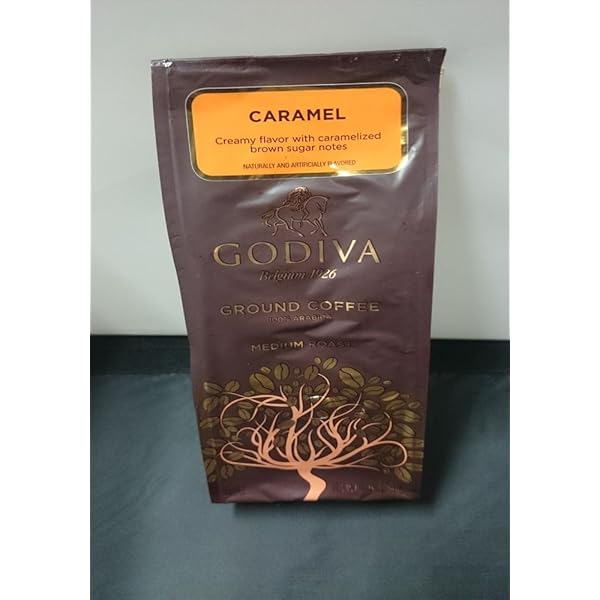 CARAMEL
Creamy flavor with caramelized
brown sugar notes
NATURALLY AND ARTIFICIALLY FLAVORED
GODIVA
Belgium 1926
GROUND COFFEE
100% ARABICA
MEDIUM ROAST